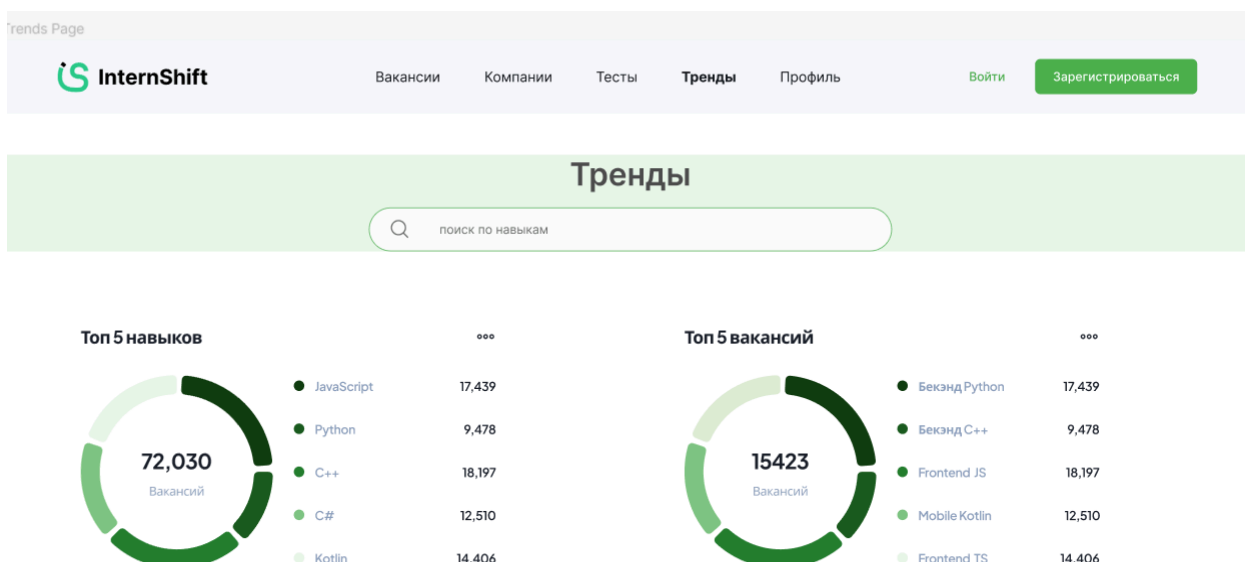 Trends Page
InternShift
Вакансии Компании Тесты Тренды Профиль Войти Зарегистрироваться
Тренды
поиск по навыкам
Топ 5 навыков
JavaScript 17,439
Python 9,478
C++ 18,197
C# 12,510
Kotlin 14,406
72,030
Вакансий
Топ 5 вакансий
Бекэнд Python 17,439
Бекэнд C++ 9,478
Frontend JS 18,197
Mobile Kotlin 12,510
Frontend TS 14,406
15423
Вакансий